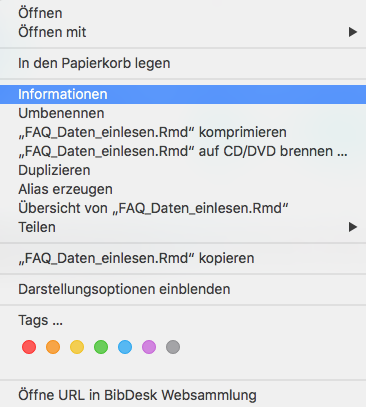 Öffnen
Öffnen mit
In den Papierkorb legen
Informationen
Umbenennen
„FAQ_Daten_einlesen.Rmd“ komprimieren
„FAQ_Daten_einlesen.Rmd“ auf CD/DVD brennen ...
Duplizieren
Alias erzeugen
Übersicht von „FAQ_Daten_einlesen.Rmd“
Teilen
„FAQ_Daten_einlesen.Rmd“ kopieren
Darstellungsoptionen einblenden
Tags ...
Öffne URL in BibDesk Websammlung